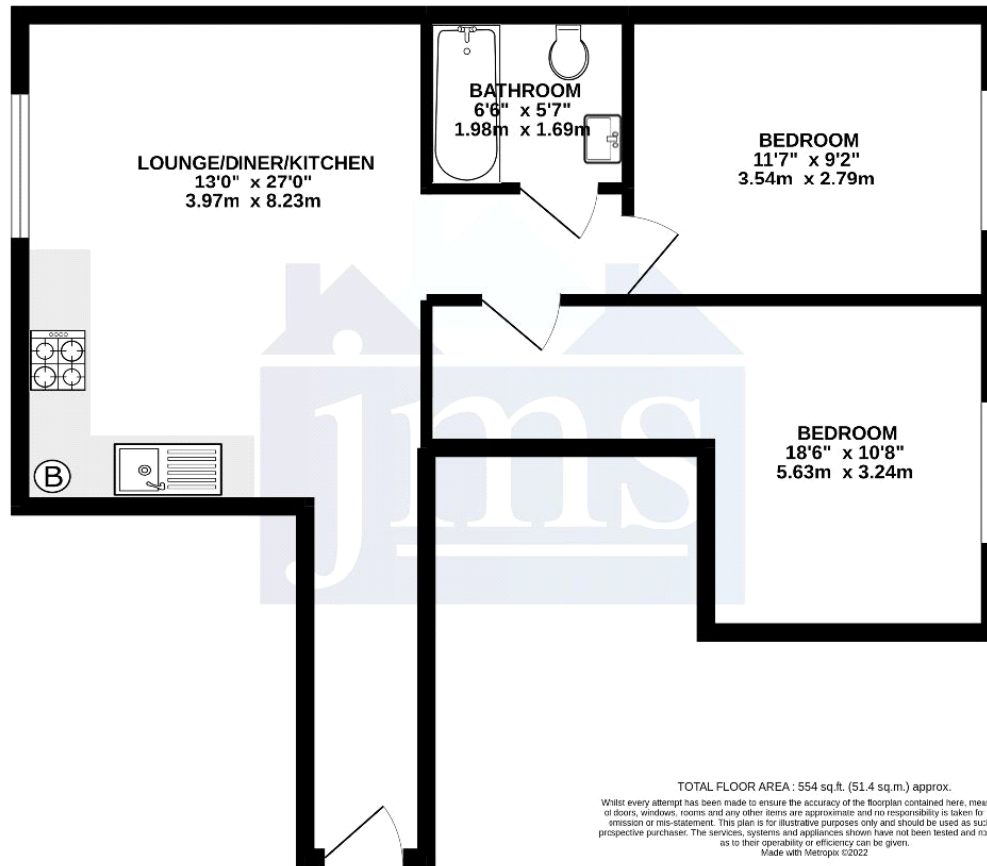 BATHROOM
6'6" x 5'7"
1.98m x 1.69m
BEDROOM
11'7" x 9'2"
3.54m x 2.79m
LOUNGE/DINER/KITCHEN
13'0" x 27'0"
3.97m x 8.23m
jms
BEDROOM
18'6" x 10'8"
5.63m x 3.24m
B
TOTAL FLOOR AREA : 554 sq.ft. (51.4 sq.m.) approx.
Whilst every attempt has been made to ensure the accuracy of the floorplan contained here,
of doors, windows, rooms and any other items are approximate and no responsibility is taken for
omission or mis-statement. This plan is for illustrative purposes only and should be used as
prospective purchaser. The services, systems and appliances shown have not been tested and
as to their operability or efficiency can be given.
Made with Metropix ©2022